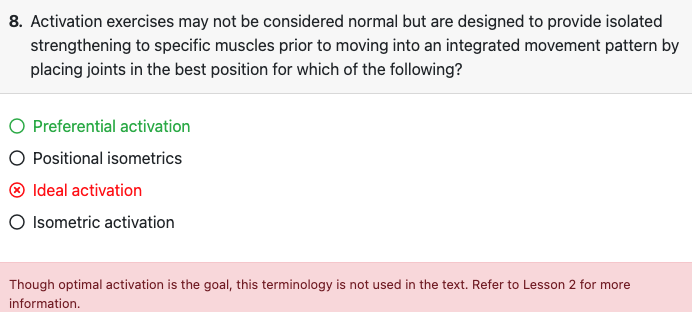 8. Activation exercises may not be considered normal but are designed to provide isolated
strengthening to specific muscles prior to moving into an integrated movement pattern by
placing joints in the best position for which of the following?
Preferential activation
Positional isometrics
Ideal activation
Isometric activation
Though optimal activation is the goal, this terminology is not used in the text. Refer to Lesson 2 for more
information.